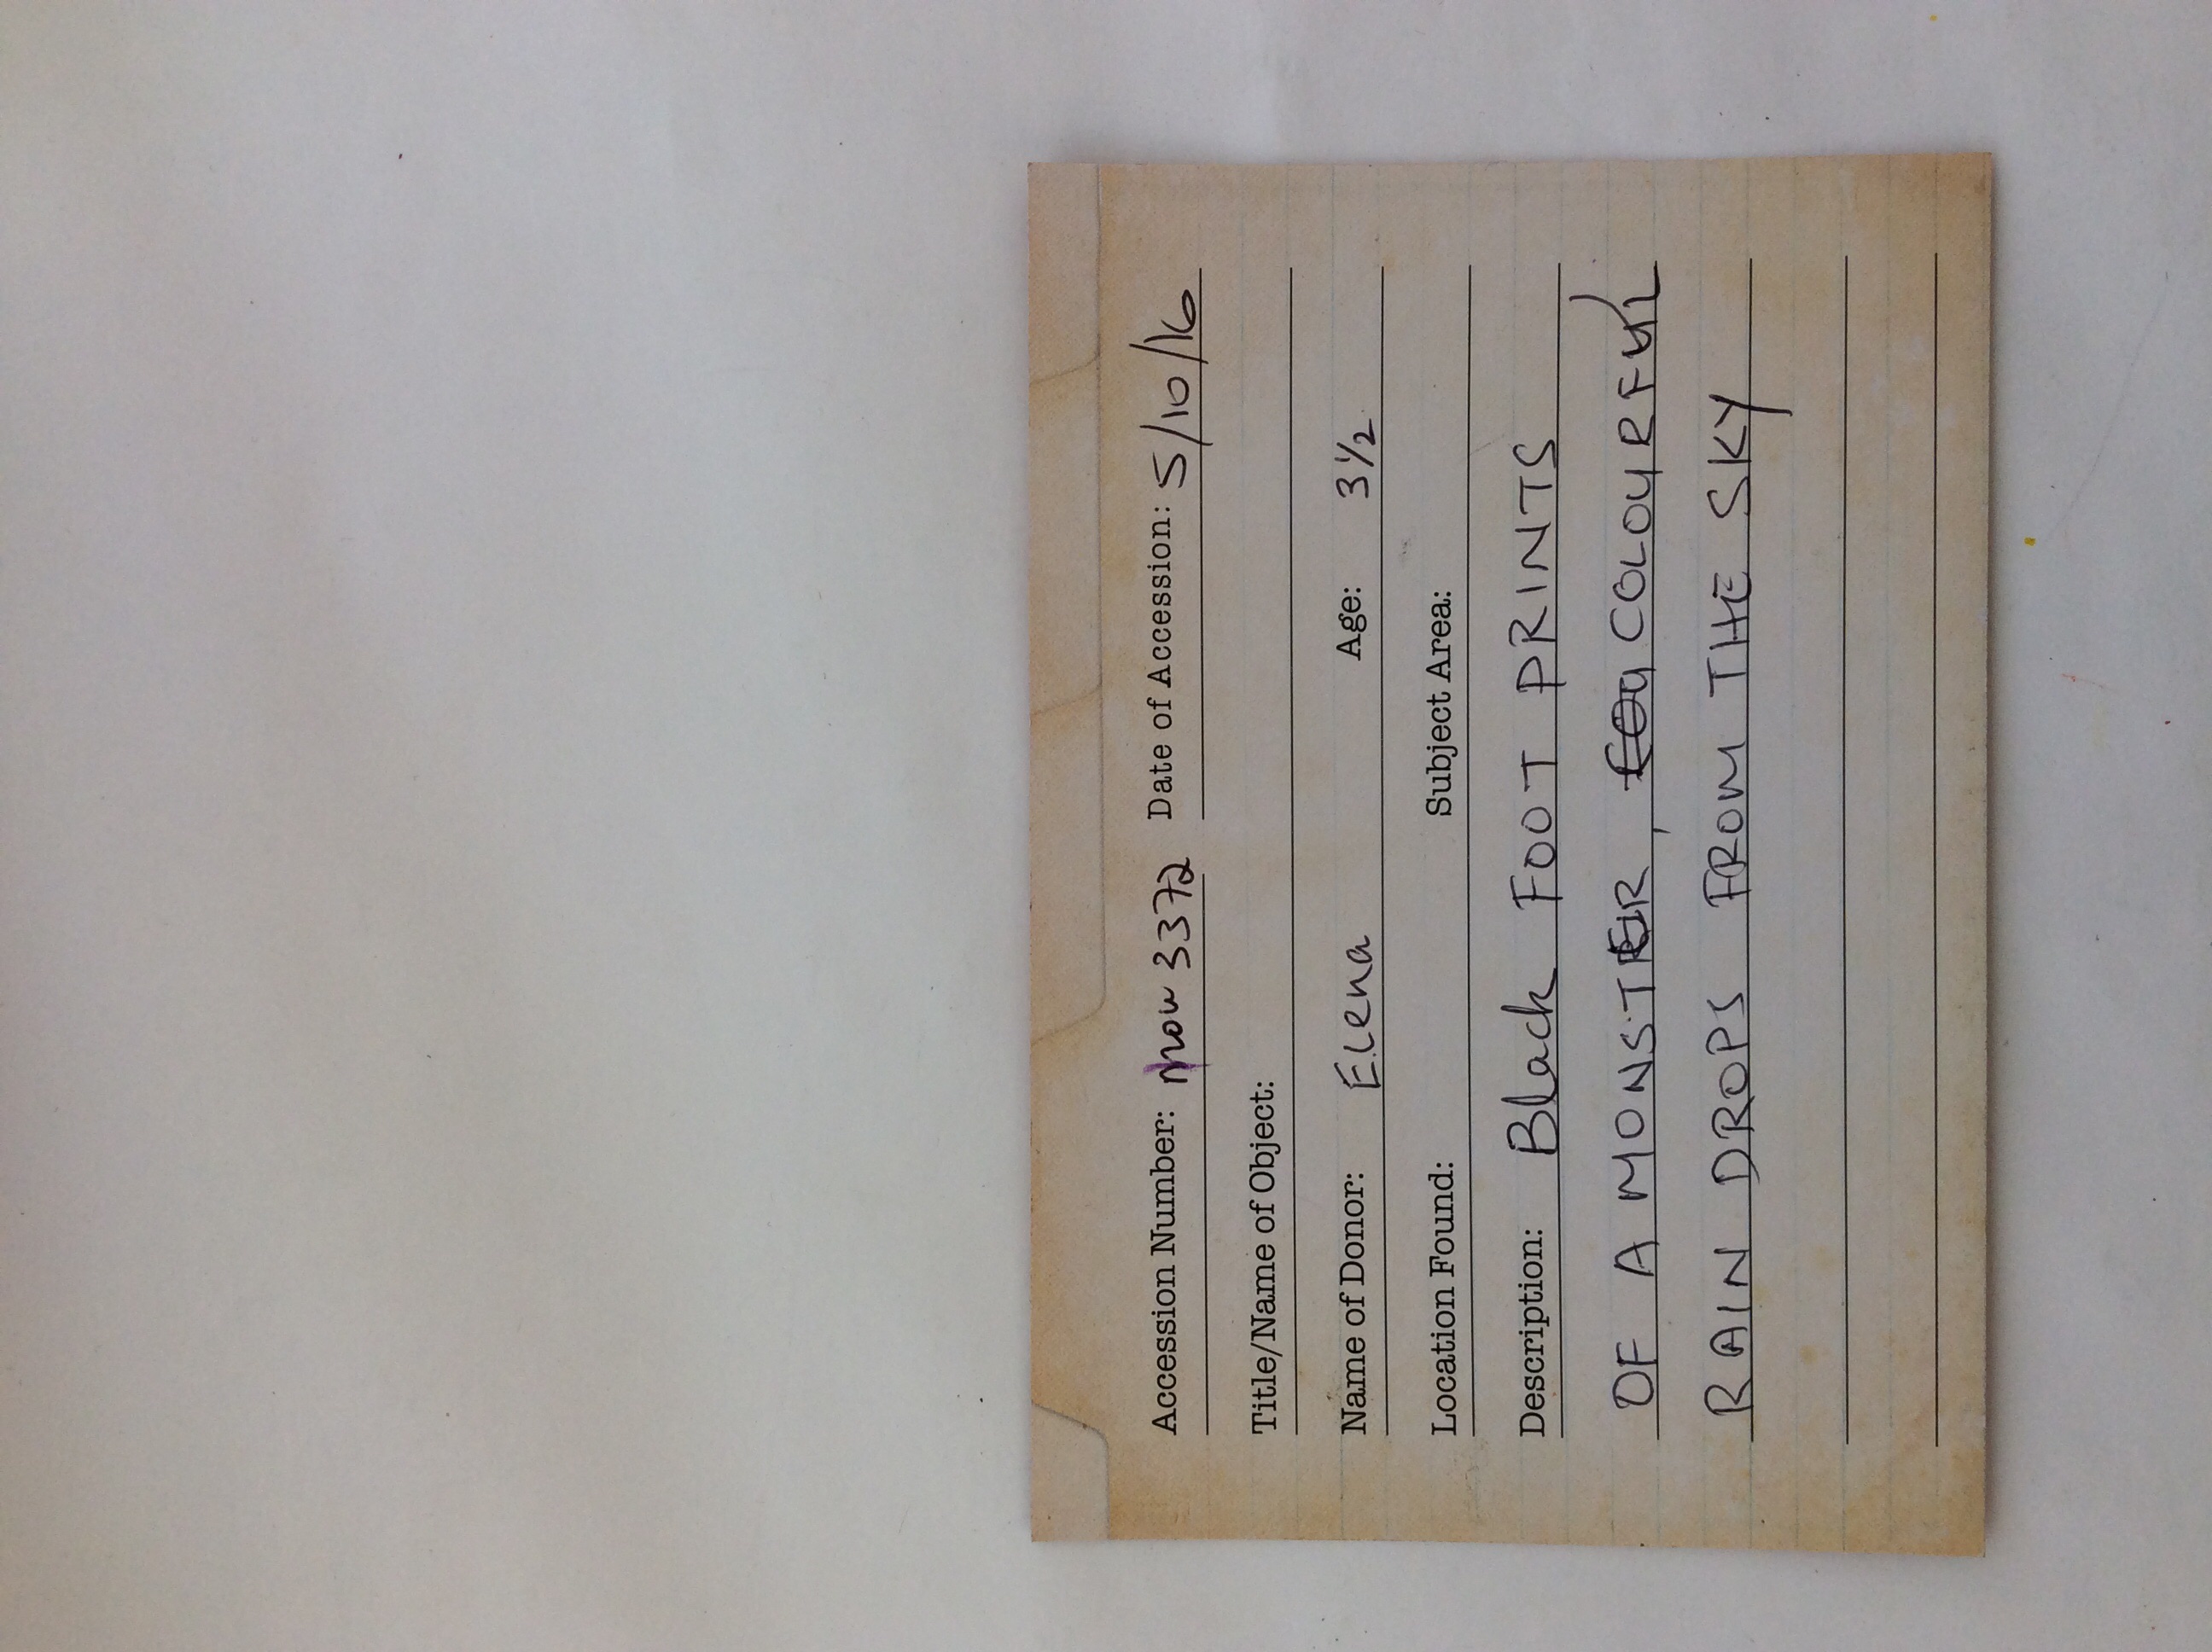 Accession Number: mou 3372 Date of Accession: 5/10/16
Title/Name of Object:
Name of Donor: Elena Age: 3½
Location Found: Subject Area:
Description: Black FOOT PRINTS
OF A MONSTER, COLOURFUL
RAIN DROPS FROM THE SKY